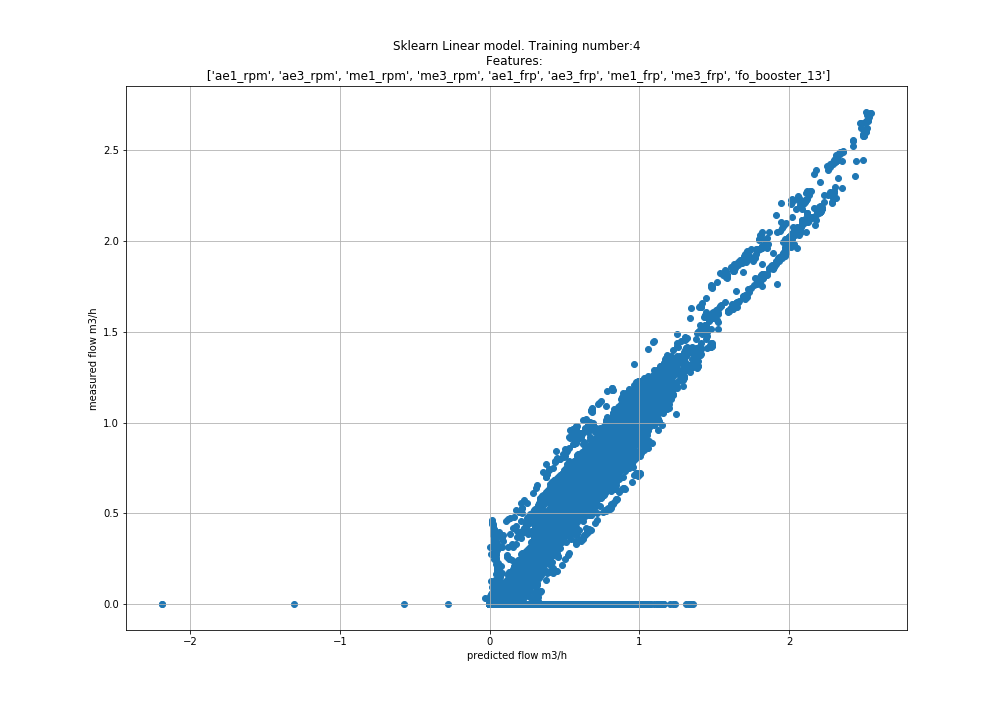 Sklearn Linear model. Training number:4
Features:
['ae1_rpm', 'ae3_rpm', 'me1_rpm', 'me3_rpm', 'ae1_frp', 'ae3_frp', 'me1_frp', 'me3_frp', 'fo_booster_13']
2.5
2.0
1.5
1.0
0.5
0.0
measured flow m3/h
−2
−1
0
1
2
predicted flow m3/h